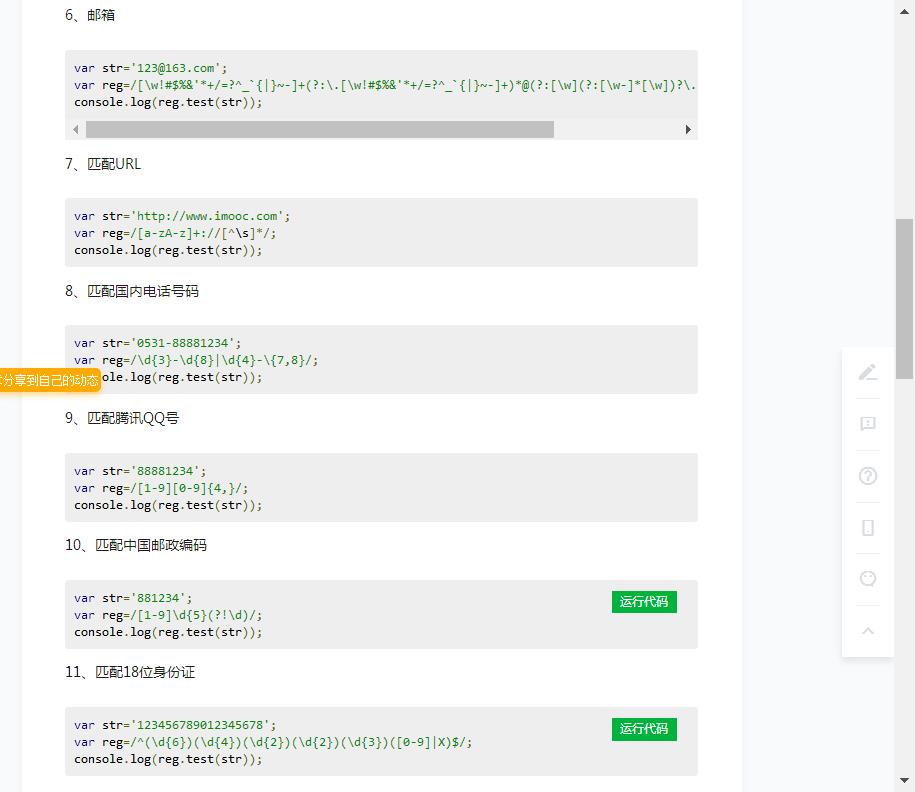 6、邮箱
var str='123@163.com';
var reg=/[\w!#$%&'*+/=?^_`{|}~-]+(?:\.[\w!#$%&'*+/=?^_`{|}~-]+)*@(?:[\w](?:[\w-]*[\w])?\.
console.log(reg.test(str));
7、匹配URL
var str='http://www.imooc.com';
var reg=/[a-zA-z]+://[^\s]*/;
console.log(reg.test(str));
8、匹配国内电话号码
var str='0531-88881234';
var reg=/\d{3}-\d{8}|\d{4}-\{7,8}/;
分享到自己的动态
ole.log(reg.test(str));
9、匹配腾讯QQ号
var str='88881234';
var reg=/[1-9][0-9]{4,}/;
console.log(reg.test(str));
10、匹配中国邮政编码
var str='881234';
运行代码
var reg=/[1-9]\d{5}(?!\d)/;
console.log(reg.test(str));
11、匹配18位身份证
var str='123456789012345678';
运行代码
var reg=/^(\d{6})(\d{4})(\d{2})(\d{2})(\d{3})([0-9]|X)$/;
console.log(reg.test(str));